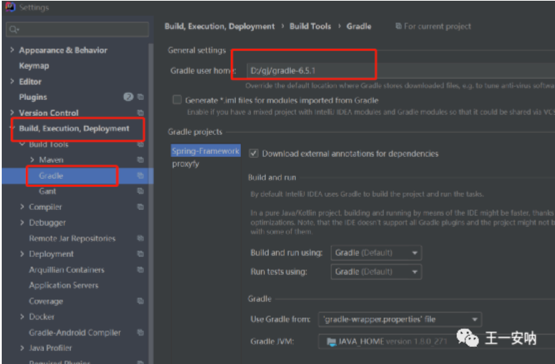 Settings
Appearance & Behavior
Keymap
Editor
Plugins
Version Control
Build, Execution, Deployment
Build Tools
Maven
Gradle
Gant
Compiler
Debugger
Remote Jar Repositories
Deployment
Arquillian Containers
Application Servers
Coverage
Docker
Gradle-Android Compiler
Java Profiler
Required Plugins
Build, Execution, Deployment › Build Tools › Gradle For current project
General settings
Gradle user home: D:/gj/gradle-6.5.1
Override the default location where Gradle stores downloaded files, e.g. to tune anti-virus softwa
Generate *.iml files for modules imported from Gradle
Enable if you have a mixed project with IntelliJ IDEA modules and Gradle modules so that it could be shared via VC
Gradle projects
Spring-Framework
proxyfy
Download external annotations for dependencies
Build and run
By default IntelliJ IDEA uses Gradle to build the project and run the tasks.
In a pure Java/Kotlin project, building and running by means of the IDE might be faster, thanks
optimizations. Note, that the IDE doesn't support all Gradle plugins and the project might not b
with some of them.
Build and run using: Gradle (Default)
Run tests using: Gradle (Default)
Gradle
Use Gradle from: 'gradle-wrapper.properties' file
Gradle JVM: JAVA_HOME version 1.8.0_271
王一安呐